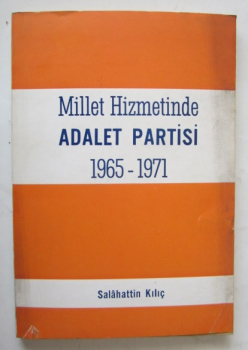 Millet Hizmetinde
ADALET PARTİSİ
1965 - 1971
Salâhattin Kılıç